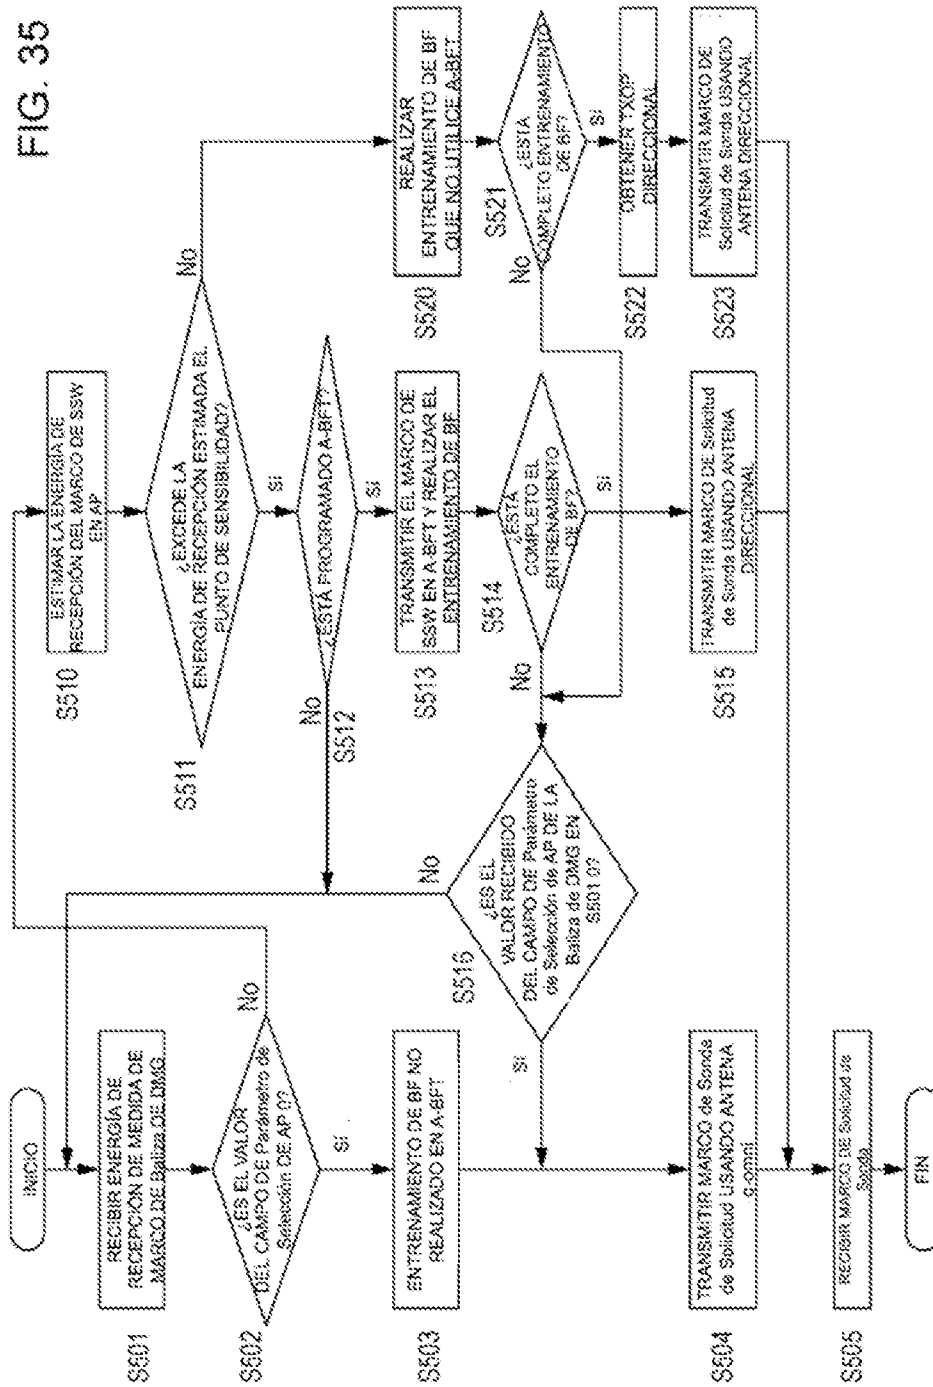 FIG. 35
INICIO
S501
RECIBIR ENERGÍA DE
RECEPCIÓN DE MEDIDA DE
MARCO DE Baliza DE DMG
S502
¿ES EL VALOR
DEL CAMPO DE Parámetro de
Selección DE AP 0?
No
Si
S503
ENTRENAMIENTO DE BF NO
REALIZADO EN A-BFT
S504
TRANSMITIR MARCO de Sonda
de Solicitud USANDO ANTENA
q-omni
S505
RECIBIR MARCO DE Solicitud de
Sonda
FIN
S510
ESTIMAR LA ENERGÍA DE
RECEPCIÓN DEL MARCO DE SSW
EN AP
S511
¿EXCEDE LA
ENERGÍA DE RECEPCIÓN ESTIMADA EL
PUNTO DE SENSIBILIDAD?
No
Si
S512
¿ESTÁ PROGRAMADO A-BFT?
No
Si
S513
TRANSMITIR EL MARCO DE
SSW EN A-BFT Y REALIZAR EL
ENTRENAMIENTO DE BF
S514
¿ESTÁ
COMPLETO EL
ENTRENAMIENTO
DE BF?
No
Si
S515
TRANSMITIR MARCO DE Solicitud
de Sonda USANDO ANTENA
DIRECCIONAL
S516
¿ES EL
VALOR RECIBIDO
DEL CAMPO DE Parámetro
de Selección de AP DE LA
Baliza de DMG EN
S501 0?
No
Si
S520
REALIZAR
ENTRENAMIENTO DE BF
QUE NO UTILICE A-BFT
S521
¿ESTÁ
COMPLETO ENTRENAMIENTO
DE BF?
No
Si
S522
OBTENER TXOP
DIRECCIONAL
S523
TRANSMITIR MARCO DE
Solicitud de Sonda USANDO
ANTENA DIRECCIONAL